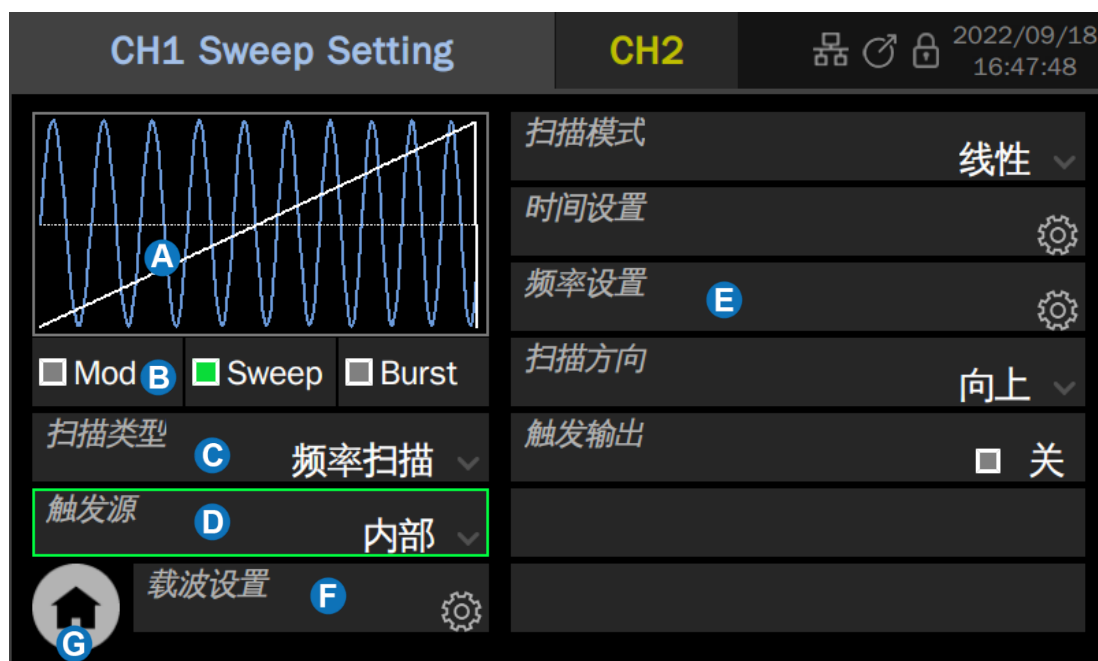 CH1 Sweep Setting
CH2
2022/09/18
16:47:48
A
Mod
B
Sweep
Burst
扫描类型
C
频率扫描
触发源
D
内部
载波设置
F
G
扫描模式
线性
时间设置
频率设置
E
扫描方向
向上
触发输出
关